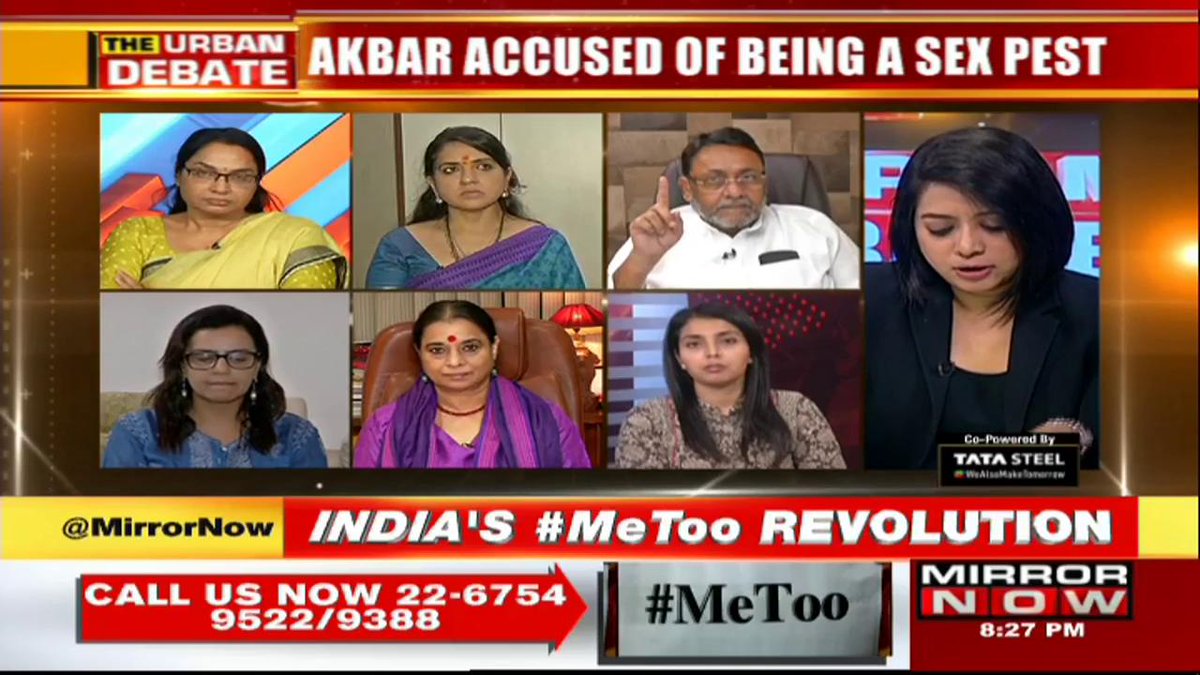 THE URBAN
DEBATE
AKBAR ACCUSED OF BEING A SEX PEST
Co-Powered By
TATA STEEL
#WeAlsoMakeTomorrow
@MirrorNow
INDIA'S #MeToo REVOLUTION
CALL US NOW 22-6754
9522/9388
#MeToo
MIRROR
NOW
8:27 PM